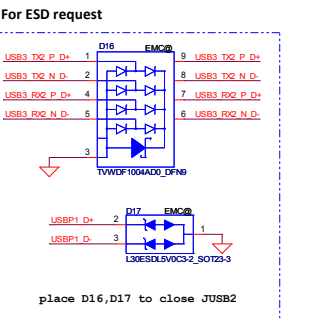 For ESD request
D16 EMC@
USB3_TX2_P_D+ 1 9 USB3_TX2_P_D+
USB3_TX2_N_D- 2 8 USB3_TX2_N_D-
USB3_RX2_P_D+ 4 7 USB3_RX2_P_D+
USB3_RX2_N_D- 5 6 USB3_RX2_N_D-
3
TVWDF1004AD0_DFN9
D17 EMC@
USBP1_D+ 2
1
USBP1_D- 3
L30ESDL5V0C3-2_SOT23-3
place D16,D17 to close JUSB2